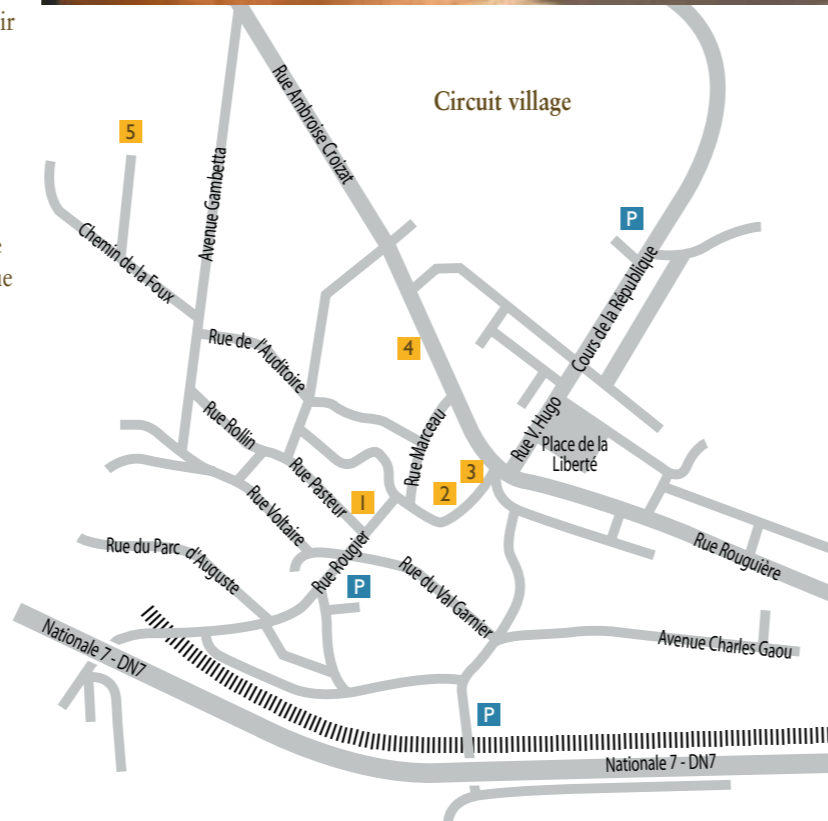 ir
e
ue
Circuit village
Rue Ambroise Croizat
5
Avenue Gambetta
P
Chemin de la Foux
Cours de la République
Rue de l'Auditoire
4
Rue Rollin
Rue Marceau
Rue V. Hugo
Place de la
Liberté
Rue Pasteur
3
2
1
Rue Voltaire
Rue Rougier
Rue du Parc d'Auguste
P
Rue du Val Garnier
Rue Rouguière
Avenue Charles Gaou
Nationale 7 - DN7
P
Nationale 7 - DN7